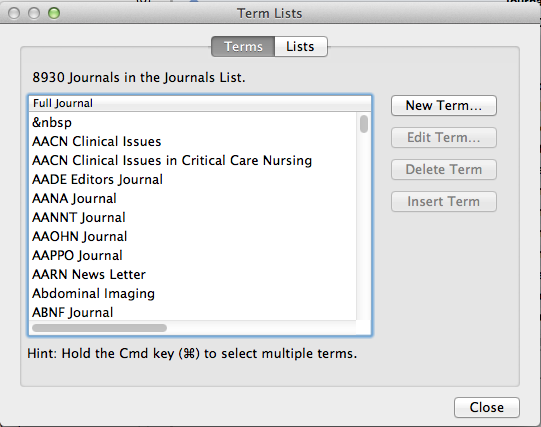 Term Lists
Terms Lists
8930 Journals in the Journals List.
Full Journal
&nbsp
AACN Clinical Issues
AACN Clinical Issues in Critical Care Nursing
AADE Editors Journal
AANA Journal
AANNT Journal
AAOHN Journal
AAPPO Journal
AARN News Letter
Abdominal Imaging
ABNF Journal
New Term...
Edit Term...
Delete Term
Insert Term
Hint: Hold the Cmd key (⌘) to select multiple terms.
Close